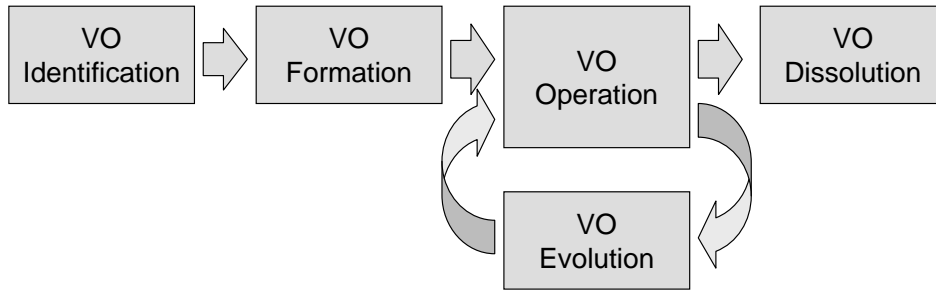 VO
Identification
VO
Formation
VO
Operation
VO
Dissolution
VO
Evolution